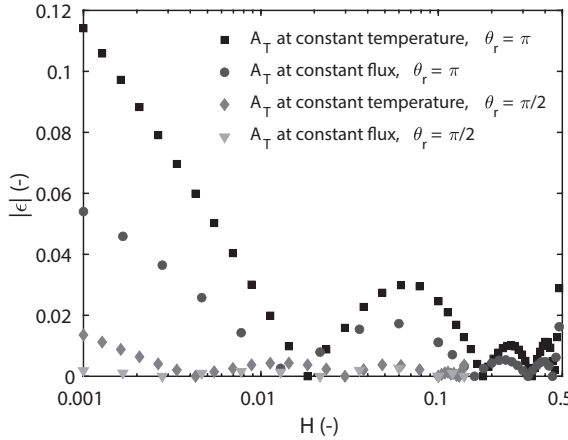 0.12
0.1
0.08
0.06
0.04
0.02
0
|ϵ| (-)
A_T at constant temperature, θ_r = π
A_T at constant flux, θ_r = π
A_T at constant temperature, θ_r = π/2
A_T at constant flux, θ_r = π/2
0.001 0.01 0.1 0.5
H (-)